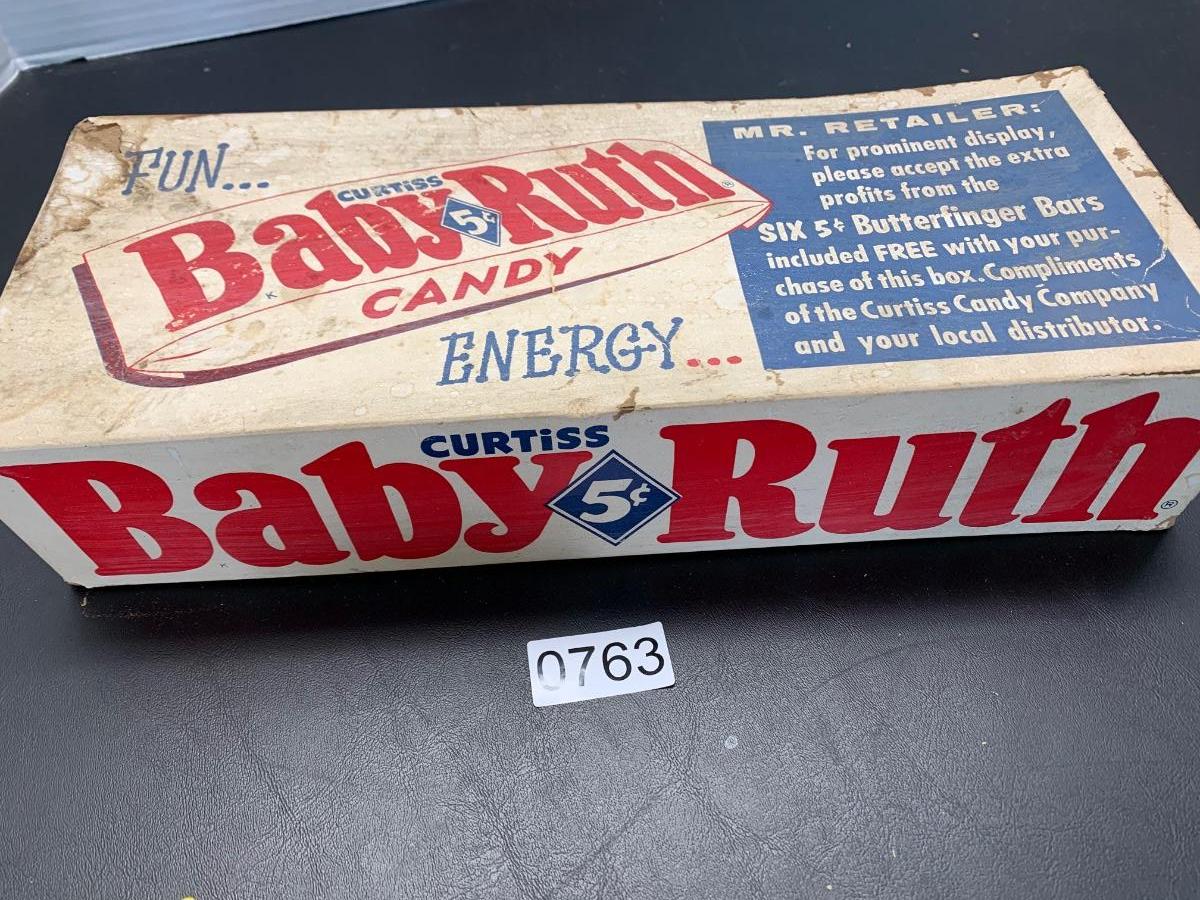 FUN...
CURTISS
Baby 5¢ Ruth®
K
CANDY
ENERGY...
MR. RETAILER:
For prominent display,
please accept the extra
profits from the
SIX 5¢ Butterfinger Bars
included FREE with your pur-
chase of this box. Compliments
of the Curtiss Candy Company
and your local distributor.
CURTiSS
Baby 5¢ Ruth®
K
0763